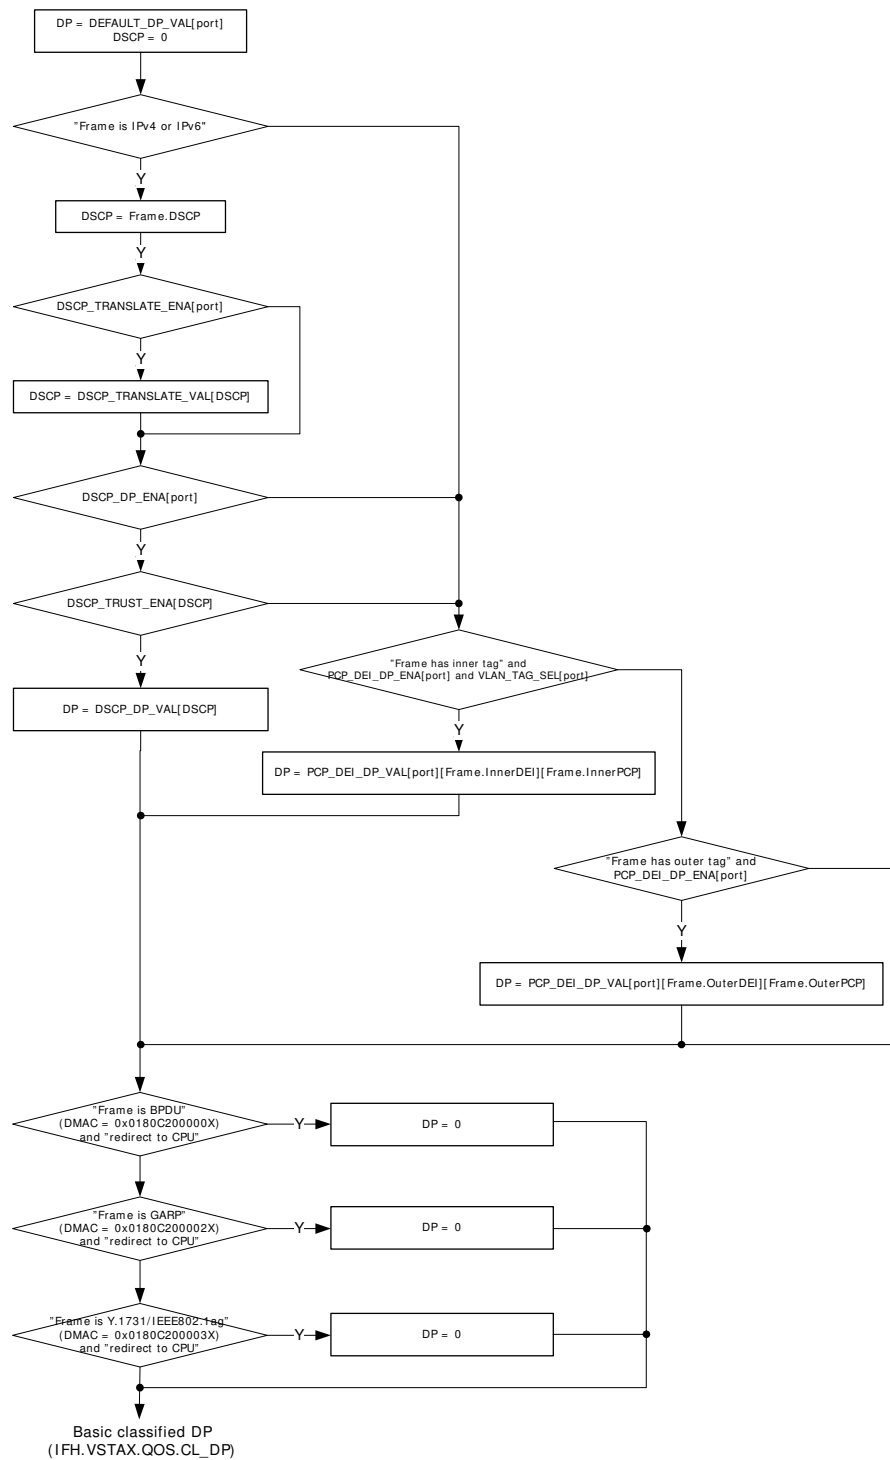 DP = DEFAULT_DP_VAL[port]
DSCP = 0
"Frame is IPv4 or IPv6"
Y
DSCP = Frame.DSCP
Y
DSCP_TRANSLATE_ENA[port]
Y
DSCP = DSCP_TRANSLATE_VAL[DSCP]
DSCP_DP_ENA[port]
Y
DSCP_TRUST_ENA[DSCP]
Y
DP = DSCP_DP_VAL[DSCP]
"Frame has inner tag" and
PCP_DEI_DP_ENA[port] and VLAN_TAG_SEL[port]
Y
DP = PCP_DEI_DP_VAL[port][Frame.InnerDEI][Frame.InnerPCP]
"Frame has outer tag" and
PCP_DEI_DP_ENA[port]
Y
DP = PCP_DEI_DP_VAL[port][Frame.OuterDEI][Frame.OuterPCP]
"Frame is BPDU"
(DMAC = 0x0180C200000X)
and "redirect to CPU"
Y
DP = 0
"Frame is GARP"
(DMAC = 0x0180C200002X)
and "redirect to CPU"
Y
DP = 0
"Frame is Y.1731/IEEE802.1ag"
(DMAC = 0x0180C200003X)
and "redirect to CPU"
Y
DP = 0
Basic classified DP
(IFH.VSTAX.QOS.CL_DP)